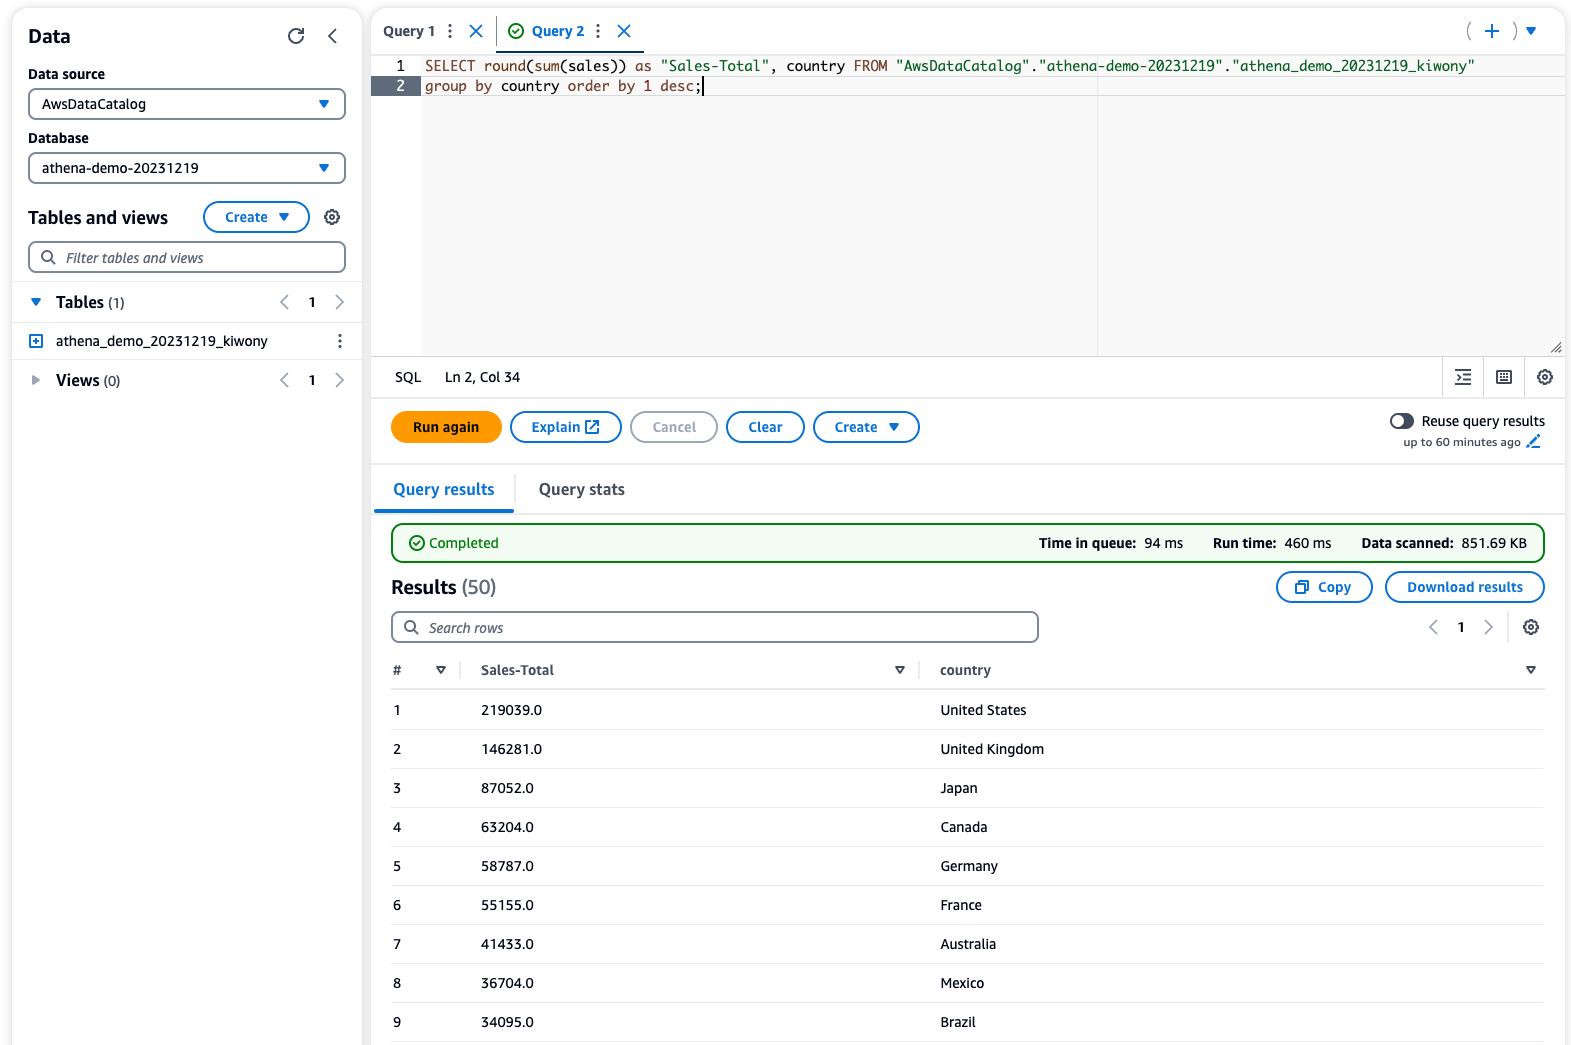 Data
Data source
AwsDataCatalog
Database
athena-demo-20231219
Tables and views
Create
Filter tables and views
Tables (1)
1
athena_demo_20231219_kiwony
Views (0)
1
Query 1
Query 2
1 SELECT round(sum(sales)) as "Sales-Total", country FROM "AwsDataCatalog"."athena-demo-20231219"."athena_demo_20231219_kiwony"
2 group by country order by 1 desc;
SQL Ln 2, Col 34
Run again Explain Cancel Clear Create
Reuse query results
up to 60 minutes ago
Query results Query stats
Completed Time in queue: 94 ms Run time: 460 ms Data scanned: 851.69 KB
Results (50) Copy Download results
Search rows 1
# Sales-Total country
1 219039.0 United States
2 146281.0 United Kingdom
3 87052.0 Japan
4 63204.0 Canada
5 58787.0 Germany
6 55155.0 France
7 41433.0 Australia
8 36704.0 Mexico
9 34095.0 Brazil